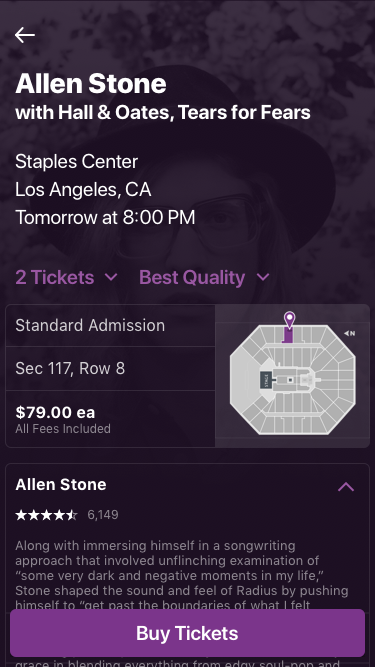 Allen Stone
with Hall & Oates, Tears for Fears
Staples Center
Los Angeles, CA
Tomorrow at 8:00 PM
2 Tickets
Best Quality
Standard Admission
Sec 117, Row 8
$79.00 ea
All Fees Included
N
STAGE
Allen Stone
6,149
Along with immersing himself in a songwriting
approach that involved unflinching examination of
“some very dark and negative moments in my life,”
Stone shaped the sound and feel of Radius by pushing
himself to “get past the boundaries of what I felt
Buy Tickets
grace in blending everything from edgy soul-pop and